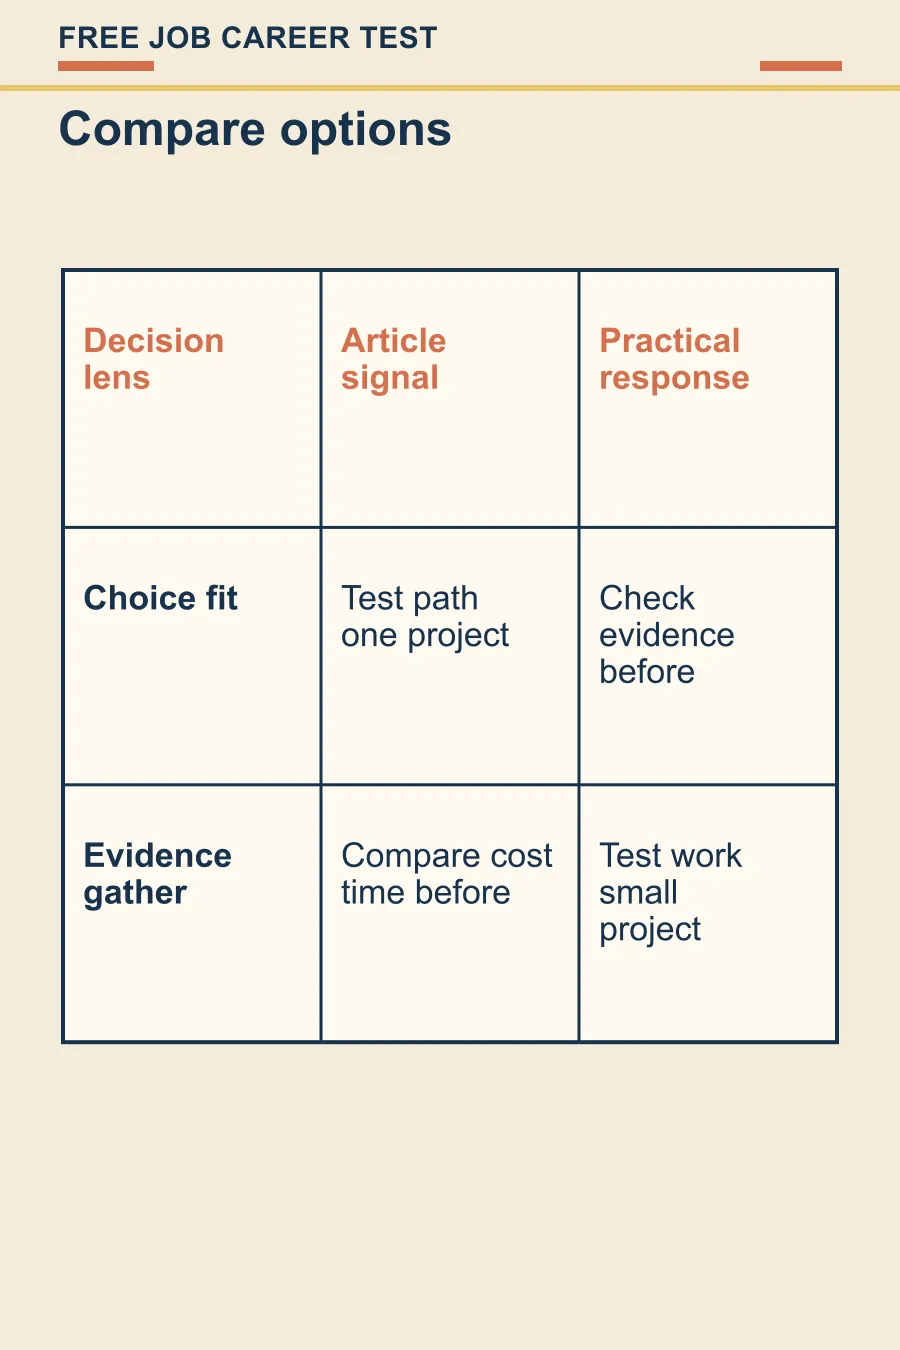 FREE JOB CAREER TEST
Compare options
Decision
lens
Article
signal
Practical
response
Choice fit
Test path
one project
Check
evidence
before
Evidence
gather
Compare cost
time before
Test work
small
project